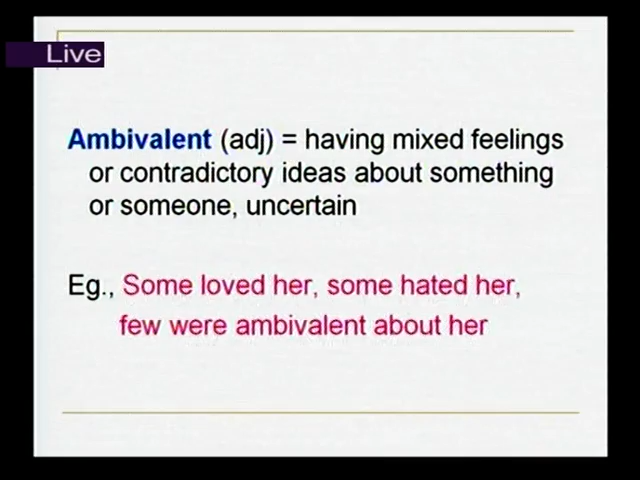 Live
Ambivalent (adj) = having mixed feelings
or contradictory ideas about something
or someone, uncertain
Eg., Some loved her, some hated her,
few were ambivalent about her